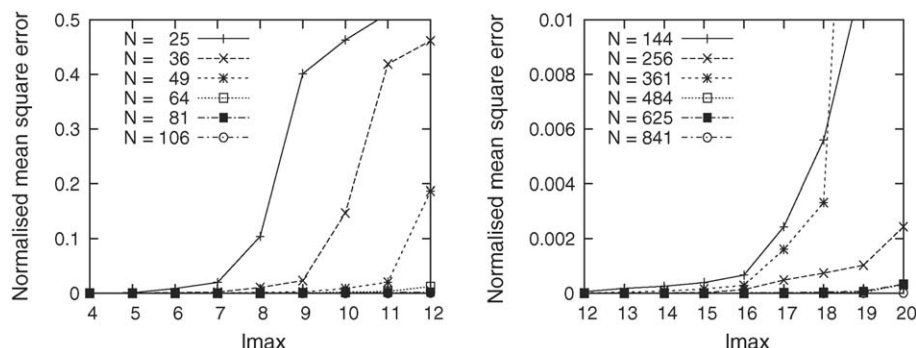 Normalised mean square error
0.5
0.4
0.3
0.2
0.1
0
N = 25
N = 36
N = 49
N = 64
N = 81
N = 106
4 5 6 7 8 9 10 11 12
lmax
Normalised mean square error
0.01
0.008
0.006
0.004
0.002
0
N = 144
N = 256
N = 361
N = 484
N = 625
N = 841
12 13 14 15 16 17 18 19 20
lmax